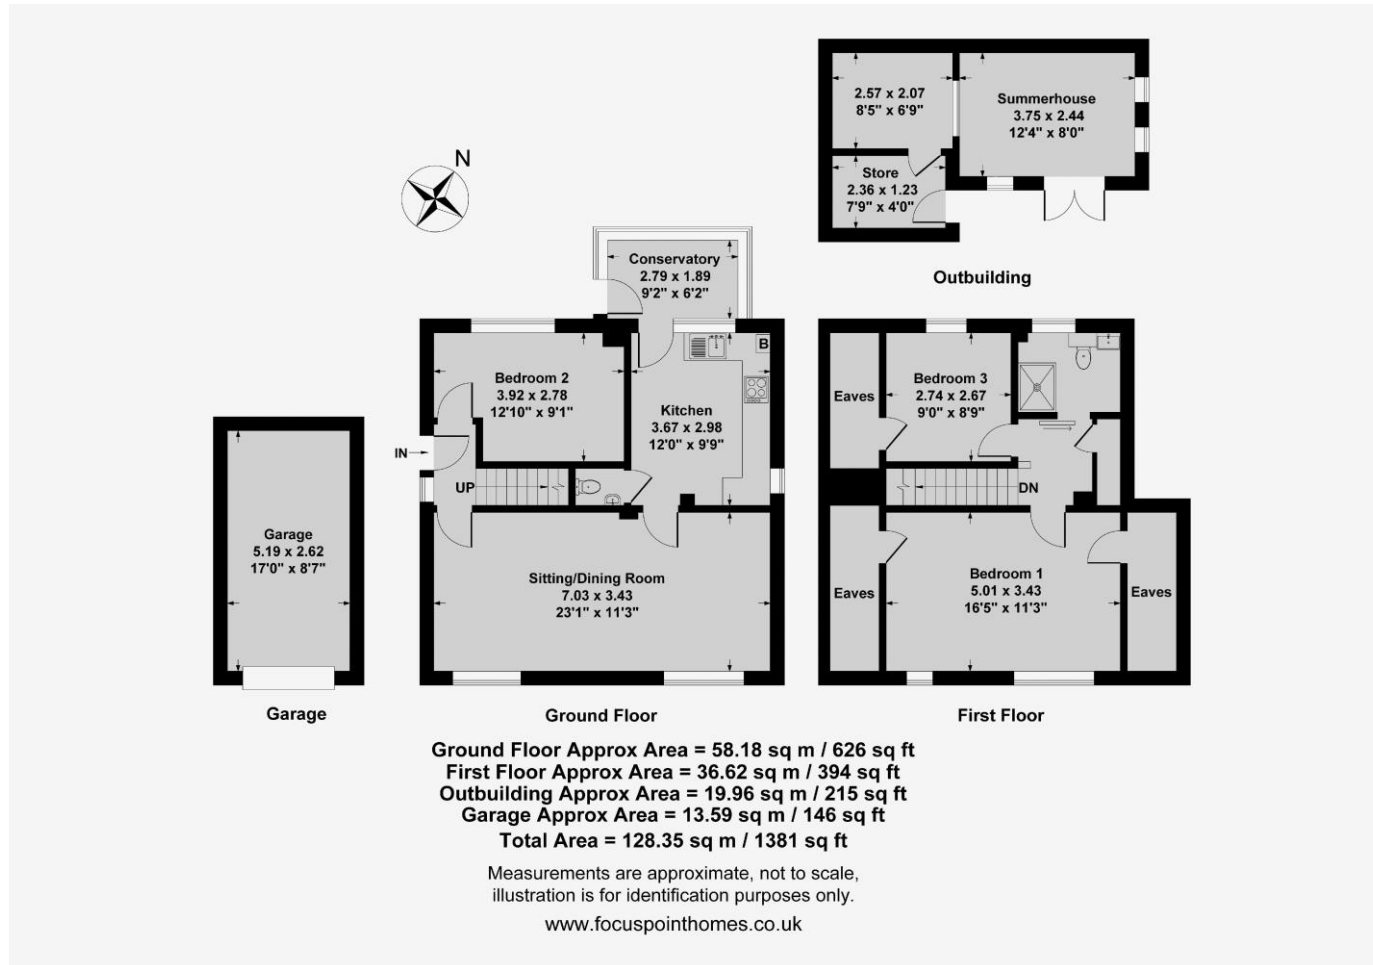 N
2.57 x 2.07
8'5" x 6'9"
Summerhouse
3.75 x 2.44
12'4" x 8'0"
Store
2.36 x 1.23
7'9" x 4'0"
Outbuilding
Conservatory
2.79 x 1.89
9'2" x 6'2"
B
Bedroom 2
3.92 x 2.78
12'10" x 9'1"
Kitchen
3.67 x 2.98
12'0" x 9'9"
IN
UP
Sitting/Dining Room
7.03 x 3.43
23'1" x 11'3"
Ground Floor
Garage
5.19 x 2.62
17'0" x 8'7"
Garage
Eaves
Bedroom 3
2.74 x 2.67
9'0" x 8'9"
DN
Eaves
Bedroom 1
5.01 x 3.43
16'5" x 11'3"
Eaves
First Floor
Ground Floor Approx Area = 58.18 sq m / 626 sq ft
First Floor Approx Area = 36.62 sq m / 394 sq ft
Outbuilding Approx Area = 19.96 sq m / 215 sq ft
Garage Approx Area = 13.59 sq m / 146 sq ft
Total Area = 128.35 sq m / 1381 sq ft
Measurements are approximate, not to scale,
illustration is for identification purposes only.
www.focuspointhomes.co.uk